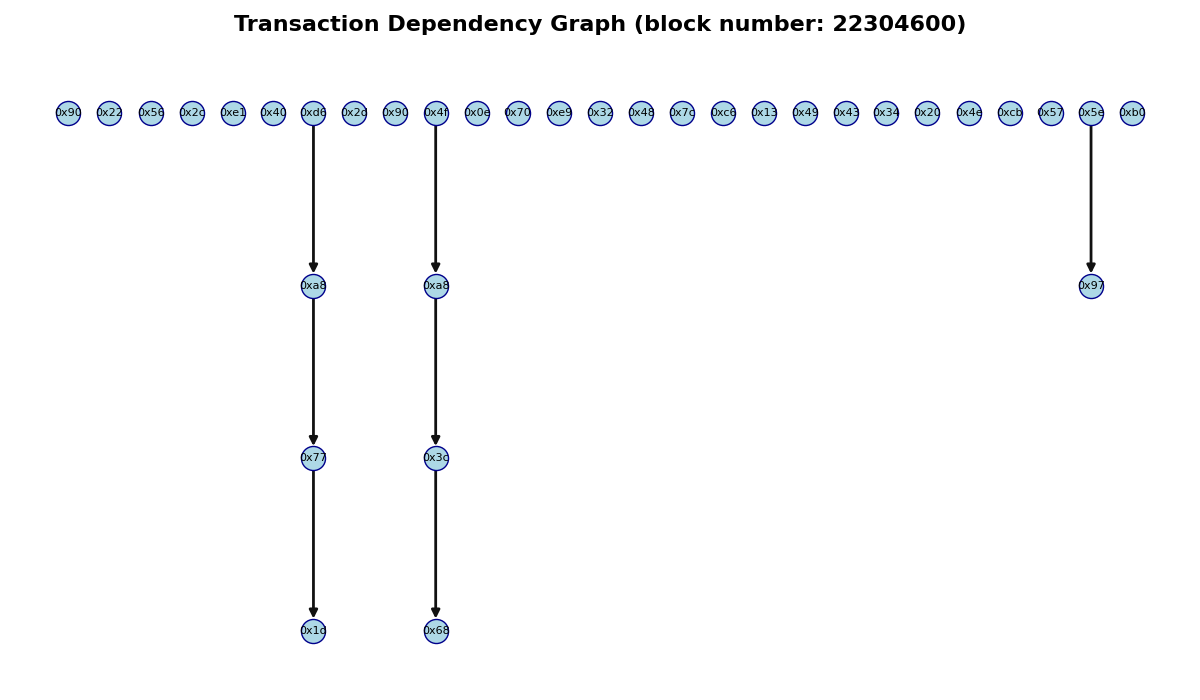 Transaction Dependency Graph (block number: 22304600)
0x90 0x22 0x56 0x2c 0xe1 0x40 0xd6 0x2d 0x90 0x4f 0x0e 0x70 0xe9 0x32 0x48 0x7c 0xc6 0x13 0x49 0x43 0x34 0x20 0x4e 0xcb 0x57 0x5e 0xb0
0xa8 0xa8 0x97
0x77 0x3c
0x1d 0x68